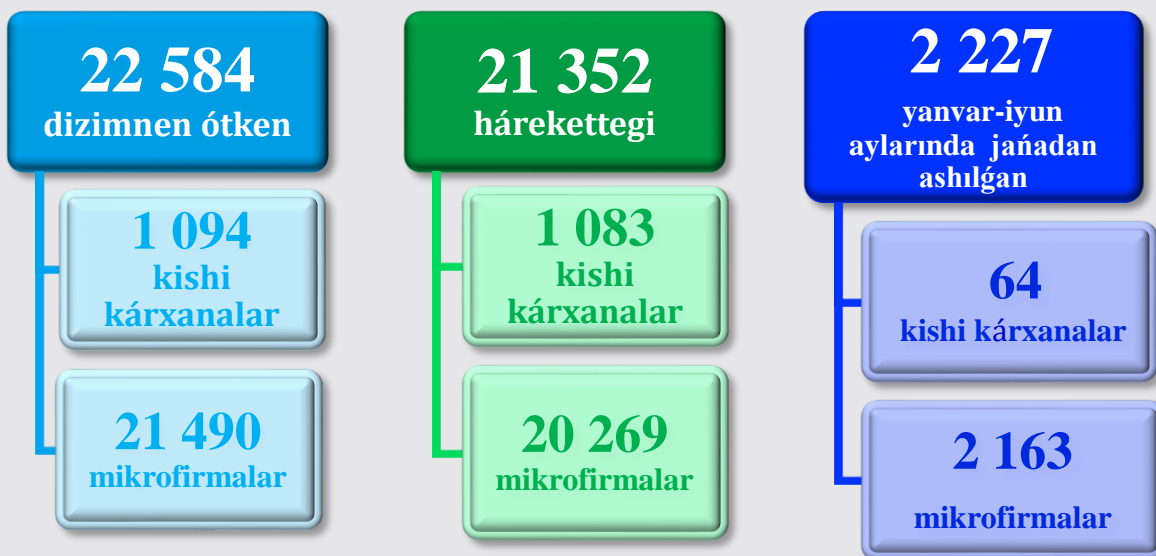 22 584
dizimnen ótken
1 094
kishi
kárxanalar
21 490
mikrofirmalar
21 352
hárekettegi
1 083
kishi
kárxanalar
20 269
mikrofirmalar
2 227
yanvar-iyun
aylarında jańadan
ashılǵan
64
kishi kárxanalar
2 163
mikrofirmalar